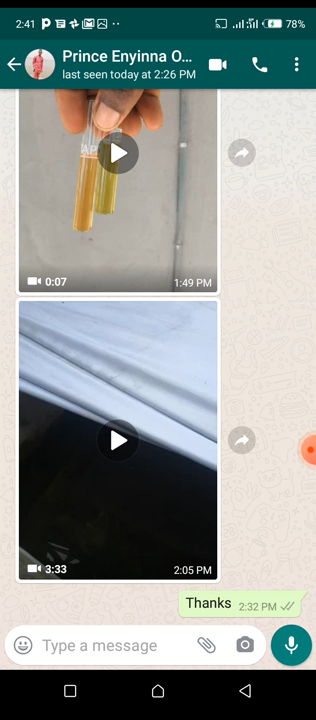 2:41
78%
Prince Enyinna O...
last seen today at 2:26 PM
0:07
1:49 PM
3:33
2:05 PM
Thanks 2:32 PM
Type a message